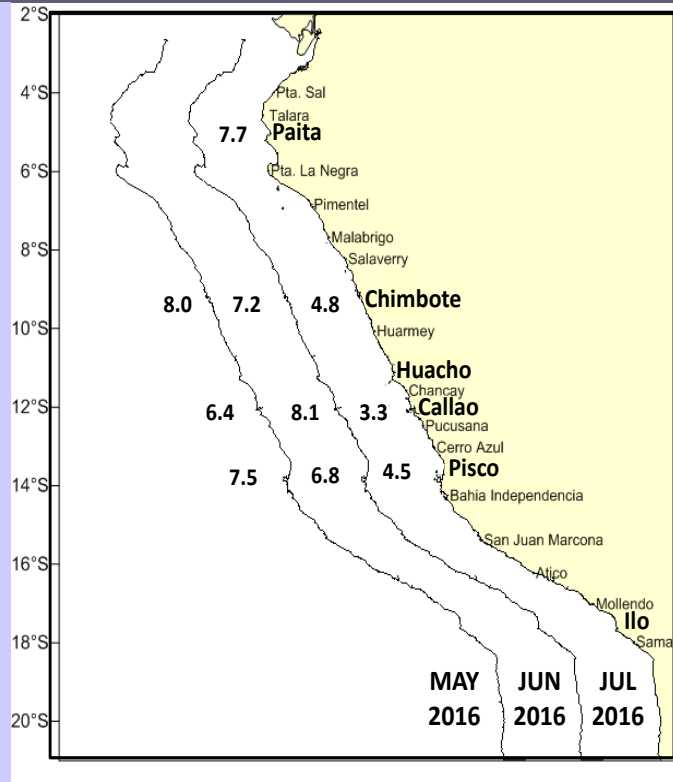 2°S
4°S
Pta. Sal
Talara
7.7 Paita
6°S
Pta. La Negra
Pimentel
Malabrigo
8°S
Salaverry
8.0 7.2 4.8 Chimbote
10°S
Huarmey
Huacho
Chancay
12°S
6.4 8.1 3.3 Callao
Pucusana
Cerro Azul
7.5 6.8 4.5 Pisco
14°S
Bahia Independencia
San Juan Marcona
16°S
Atico
Mollendo
Ilo
18°S
Sama
MAY JUN JUL
2016 2016 2016
20°S